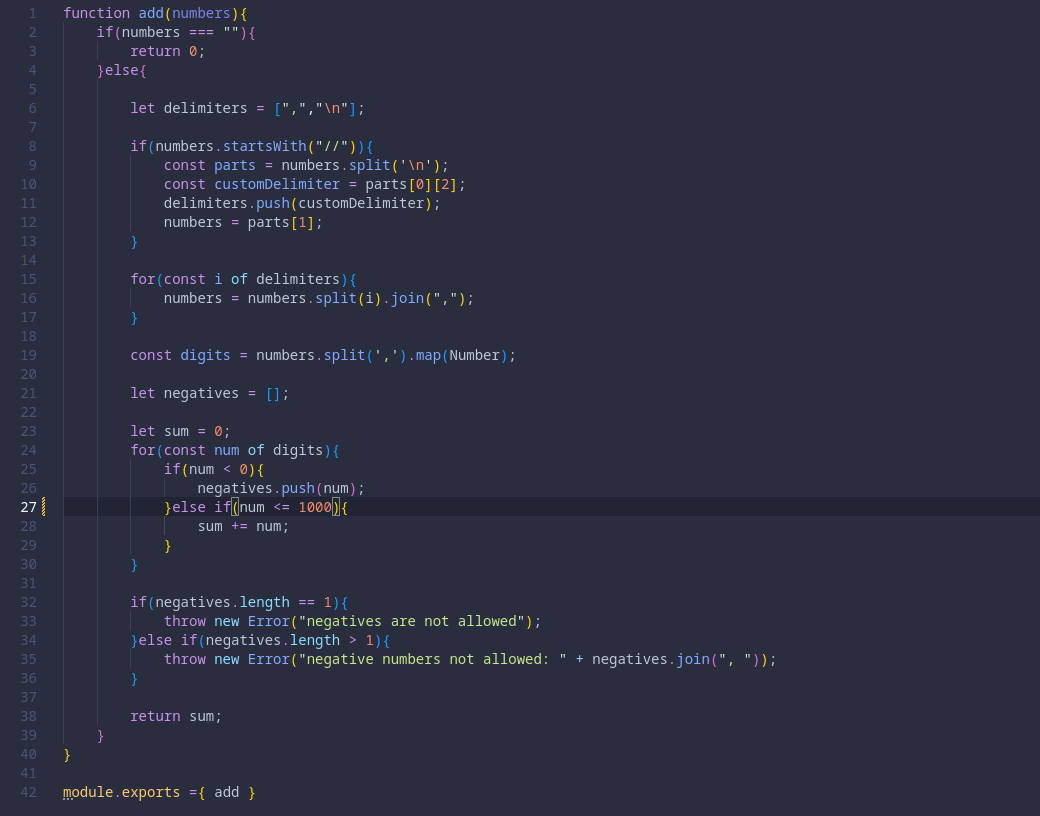 1 function add(numbers){
2 if(numbers === ""){
3 return 0;
4 }else{
5
6 let delimiters = [",","\n"];
7
8 if(numbers.startsWith("//")){
9 const parts = numbers.split('\n');
10 const customDelimiter = parts[0][2];
11 delimiters.push(customDelimiter);
12 numbers = parts[1];
13 }
14
15 for(const i of delimiters){
16 numbers = numbers.split(i).join(",");
17 }
18
19 const digits = numbers.split(',').map(Number);
20
21 let negatives = [];
22
23 let sum = 0;
24 for(const num of digits){
25 if(num < 0){
26 negatives.push(num);
27 }else if(num <= 1000){
28 sum += num;
29 }
30 }
31
32 if(negatives.length == 1){
33 throw new Error("negatives are not allowed");
34 }else if(negatives.length > 1){
35 throw new Error("negative numbers not allowed: " + negatives.join(", "));
36 }
37
38 return sum;
39 }
40 }
41
42 module.exports ={ add }